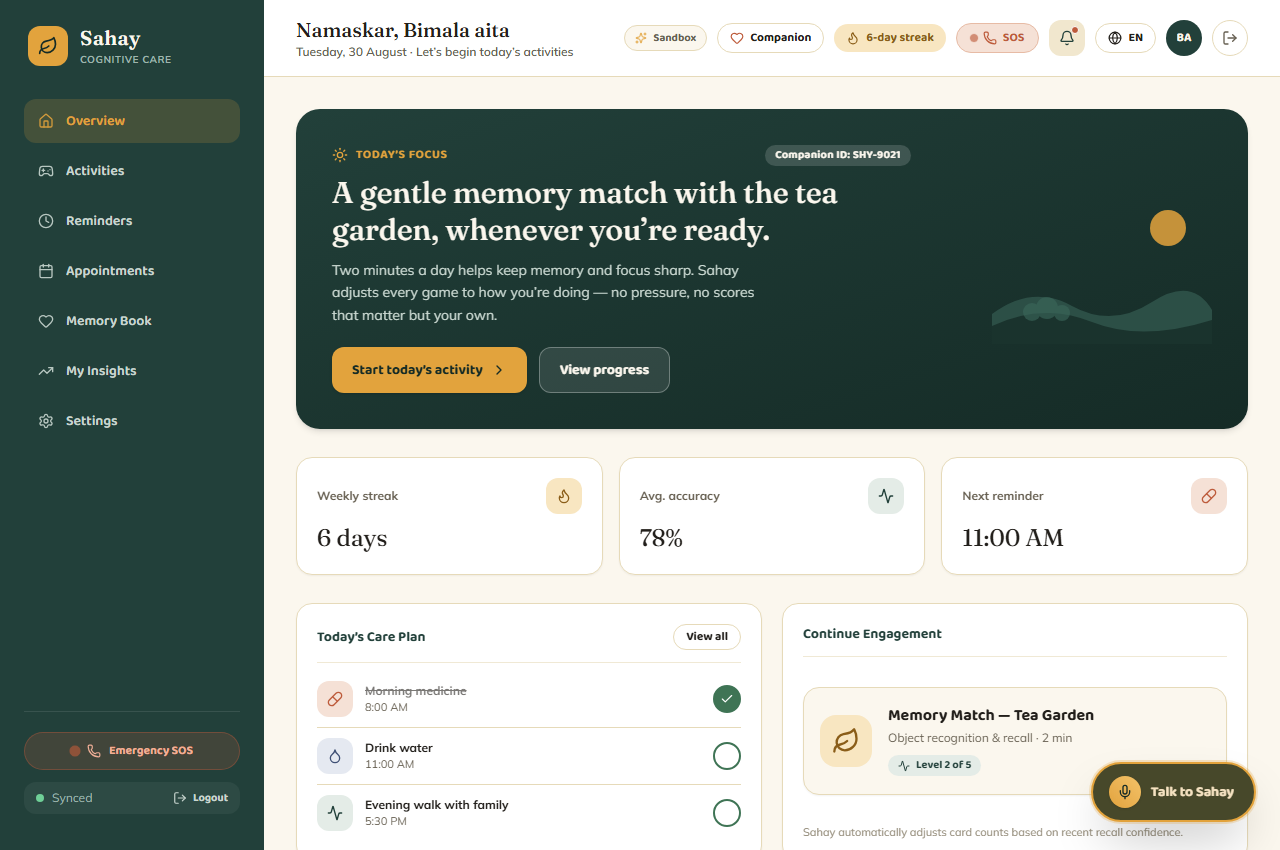 Sahay
COGNITIVE CARE
Overview
Activities
Reminders
Appointments
Memory Book
My Insights
Settings
Emergency SOS
Synced
Logout
Namaskar, Bimala aita
Tuesday, 30 August · Let's begin today's activities
Sandbox
Companion
6-day streak
SOS
EN
BA
TODAY'S FOCUS
Companion ID: SHY-9021
A gentle memory match with the tea
garden, whenever you’re ready.
Two minutes a day helps keep memory and focus sharp. Sahay
adjusts every game to how you're doing — no pressure, no scores
that matter but your own.
Start today's activity
View progress
Weekly streak
6 days
Avg. accuracy
78%
Next reminder
11:00 AM
Today's Care Plan
View all
Morning medicine
8:00 AM
Drink water
11:00 AM
Evening walk with family
5:30 PM
Continue Engagement
Memory Match — Tea Garden
Object recognition & recall · 2 min
Level 2 of 5
Talk to Sahay
Sahay automatically adjusts card counts based on recent recall confidence.